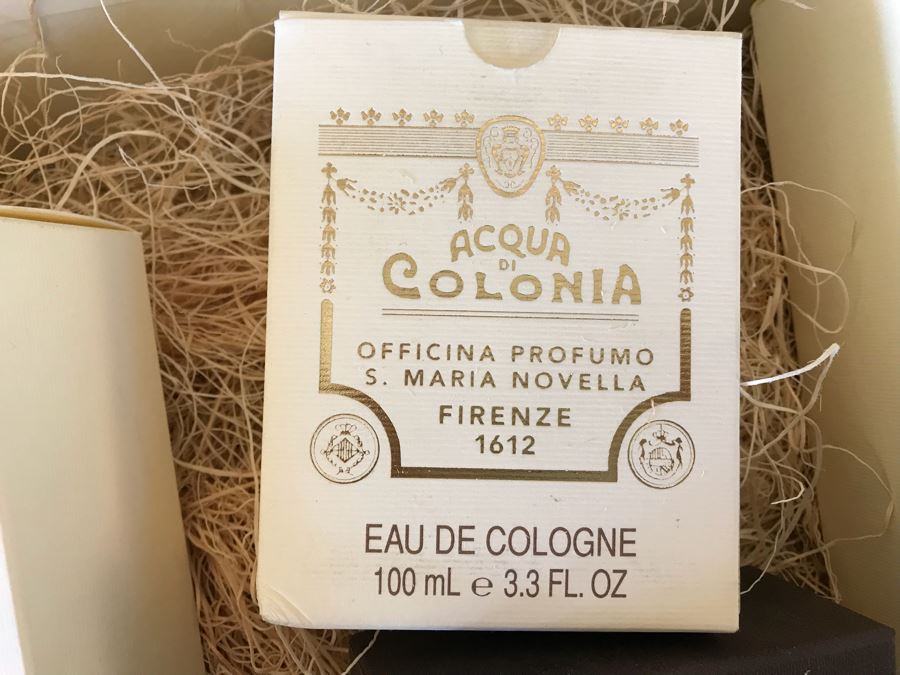 ACQUA
DI
COLONIA
OFFICINA PROFUMO
S. MARIA NOVELLA
FIRENZE
1612
EAU DE COLOGNE
100 mL ℮ 3.3 FL. OZ